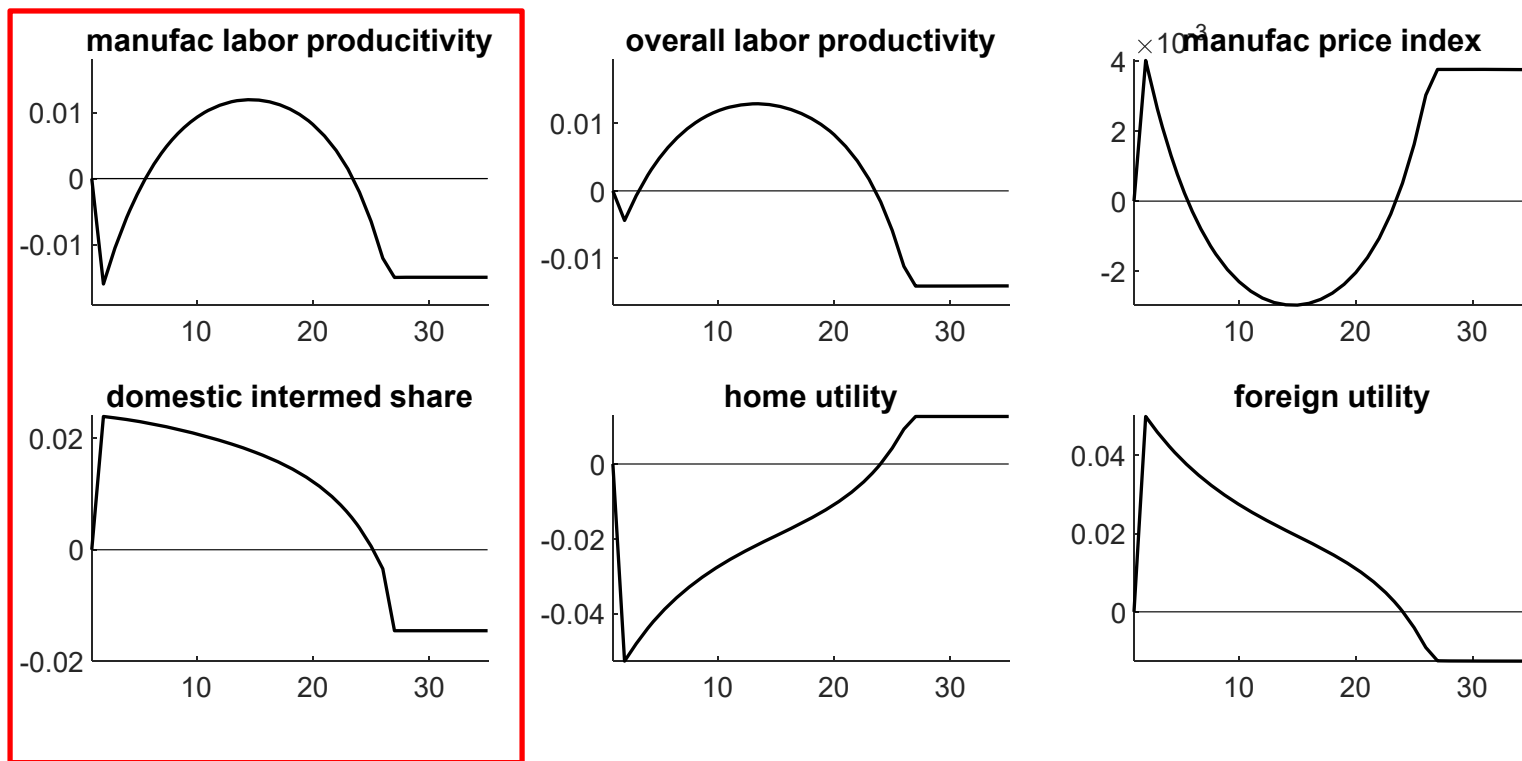 manufac labor producitivity
0.01
0
-0.01
10 20 30
overall labor productivity
0.01
0
-0.01
10 20 30
× 10-3
manufac price index
4
2
0
-2
10 20 30
domestic intermed share
0.02
0
-0.02
10 20 30
home utility
0
-0.02
-0.04
10 20 30
foreign utility
0.04
0.02
0
10 20 30